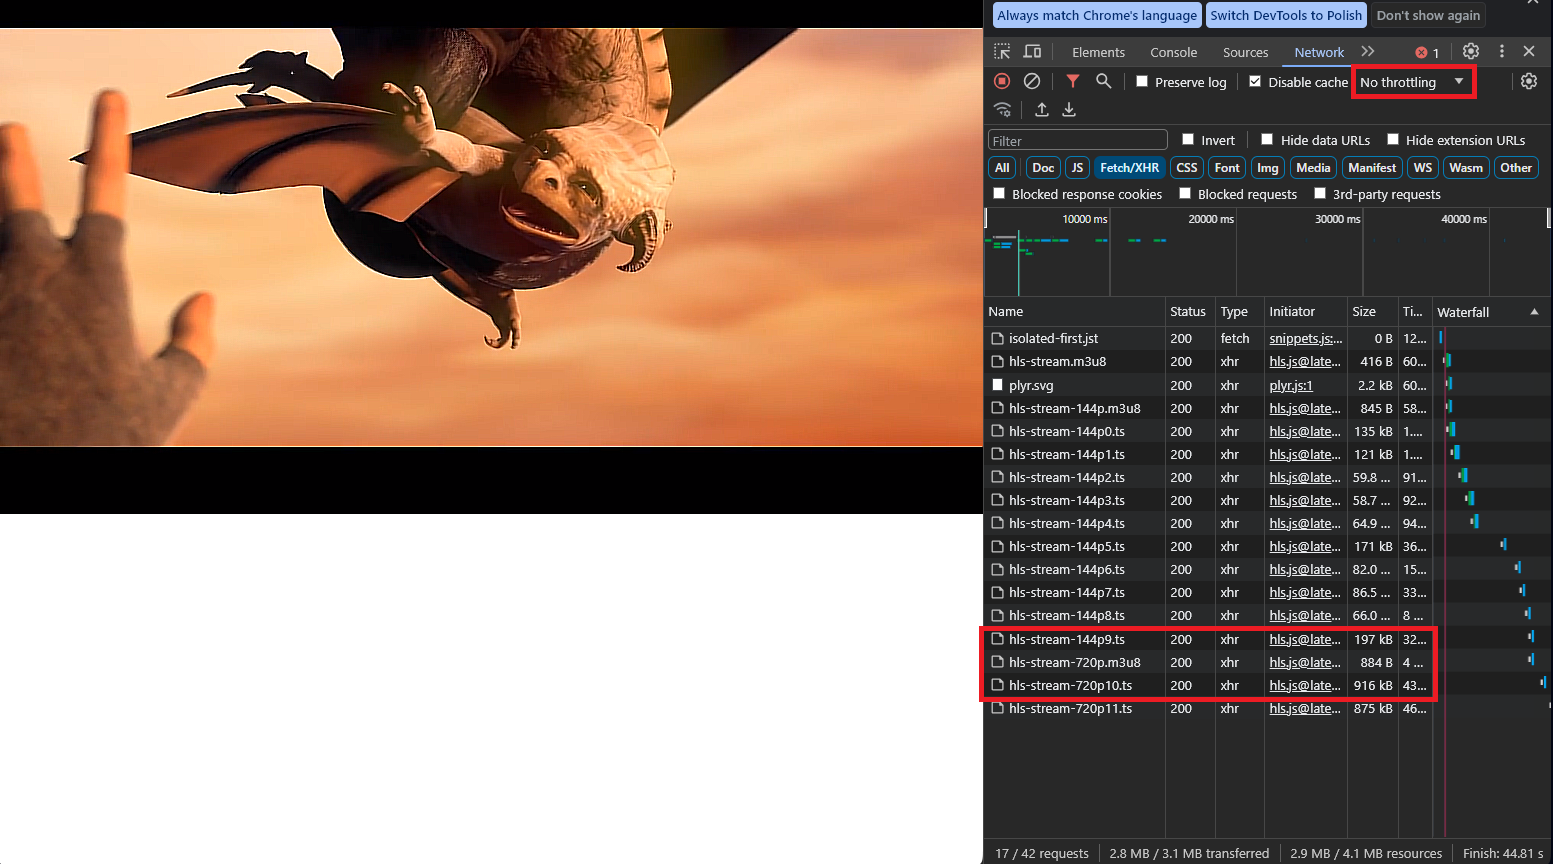 Always match Chrome's language Switch DevTools to Polish Don't show again
Elements Console Sources Network 1
Preserve log Disable cache No throttling
Filter Invert Hide data URLs Hide extension URLs
All Doc JS Fetch/XHR CSS Font Img Media Manifest WS Wasm Other
Blocked response cookies Blocked requests 3rd-party requests
10000 ms 20000 ms 30000 ms 40000 ms
Name Status Type Initiator Size Ti... Waterfall
isolated-first.jst 200 fetch snippets.js:... 0 B 12...
hls-stream.m3u8 200 xhr hls.js@late... 416 B 60...
plyr.svg 200 xhr plyr.js:1 2.2 kB 60...
hls-stream-144p.m3u8 200 xhr hls.js@late... 845 B 58...
hls-stream-144p0.ts 200 xhr hls.js@late... 135 kB 1....
hls-stream-144p1.ts 200 xhr hls.js@late... 121 kB 1....
hls-stream-144p2.ts 200 xhr hls.js@late... 59.8 ... 91...
hls-stream-144p3.ts 200 xhr hls.js@late... 58.7 ... 92...
hls-stream-144p4.ts 200 xhr hls.js@late... 64.9 ... 94...
hls-stream-144p5.ts 200 xhr hls.js@late... 171 kB 36...
hls-stream-144p6.ts 200 xhr hls.js@late... 82.0 ... 15...
hls-stream-144p7.ts 200 xhr hls.js@late... 86.5 ... 33...
hls-stream-144p8.ts 200 xhr hls.js@late... 66.0 ... 8 ...
hls-stream-144p9.ts 200 xhr hls.js@late... 197 kB 32...
hls-stream-720p.m3u8 200 xhr hls.js@late... 884 B 4 ...
hls-stream-720p10.ts 200 xhr hls.js@late... 916 kB 43...
hls-stream-720p11.ts 200 xhr hls.js@late... 875 kB 46...
17 / 42 requests 2.8 MB / 3.1 MB transferred 2.9 MB / 4.1 MB resources Finish: 44.81 s